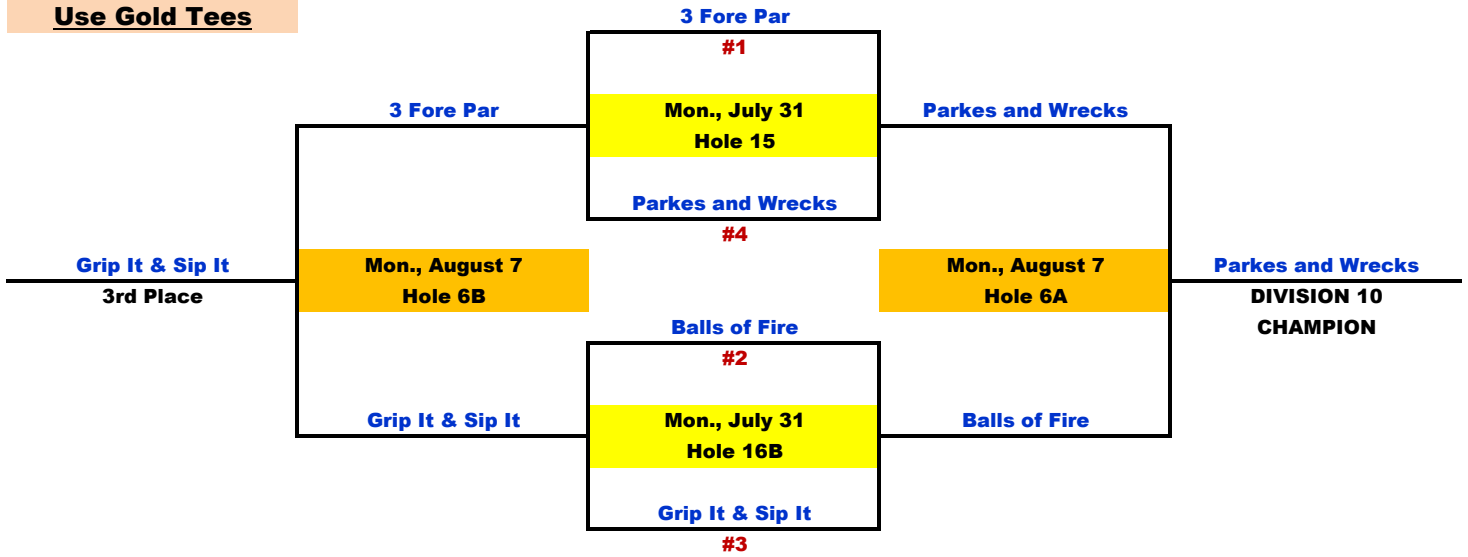 Use Gold Tees
3 Fore Par
#1
3 Fore Par
Mon., July 31
Hole 15
Parkes and Wrecks
Parkes and Wrecks
#4
Grip It & Sip It
3rd Place
Mon., August 7
Hole 6B
Mon., August 7
Hole 6A
Parkes and Wrecks
DIVISION 10
CHAMPION
Balls of Fire
#2
Grip It & Sip It
Mon., July 31
Hole 16B
Balls of Fire
Grip It & Sip It
#3